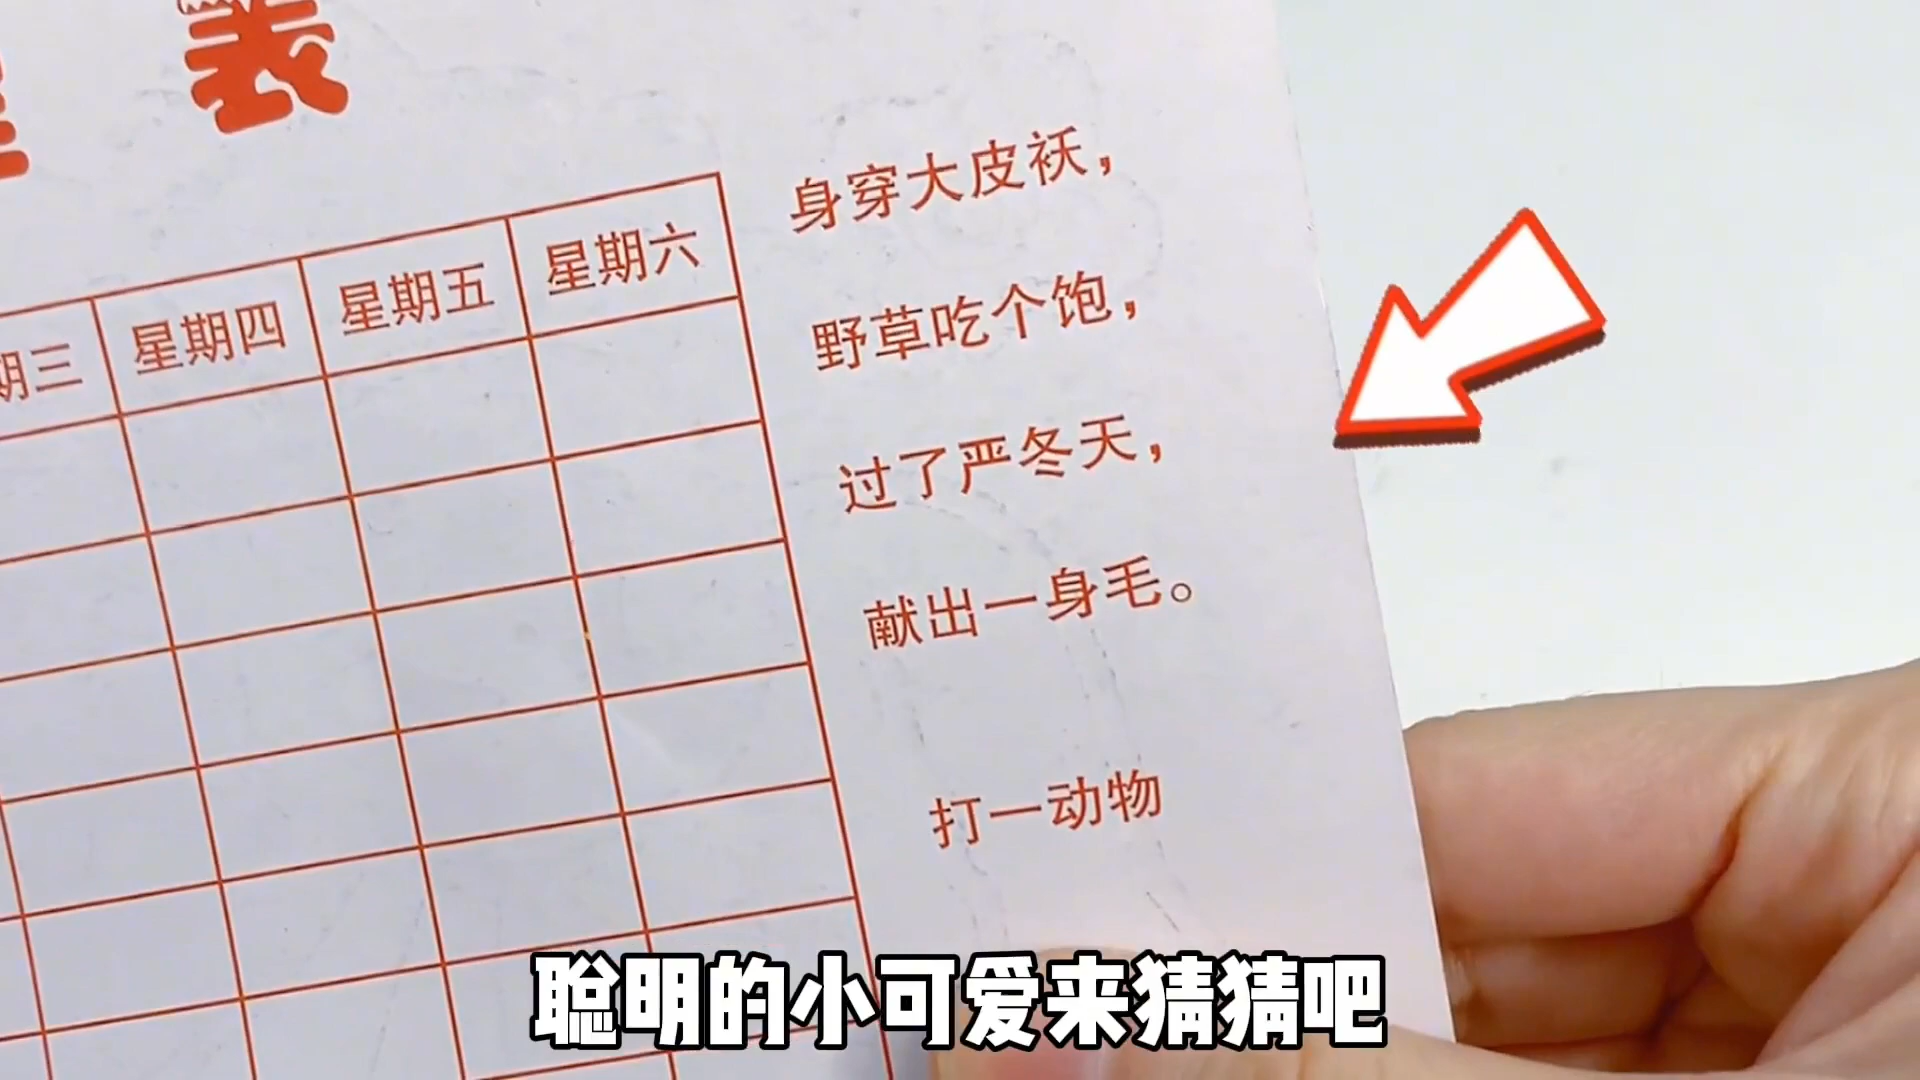 表
期三
星期四
星期五
星期六
身穿大皮袄,
野草吃个饱,
过了严冬天,
献出一身毛。
打一动物
聪明的小可爱来猜猜吧